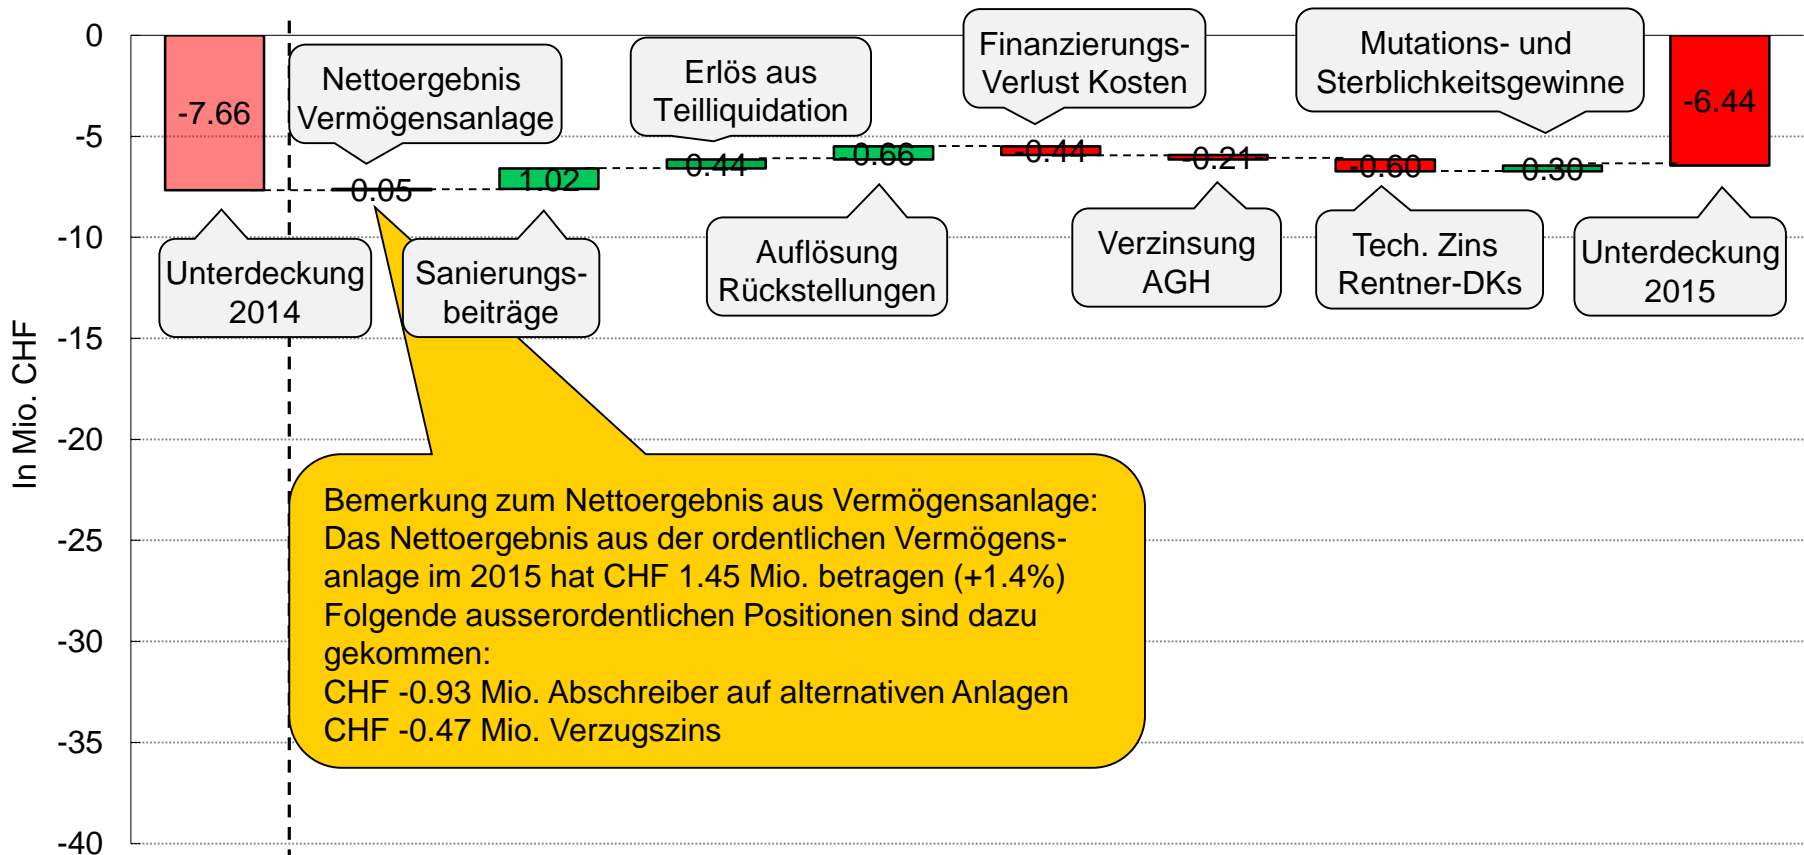 In Mio. CHF
0
-5
-10
-15
-20
-25
-30
-35
-40
-7.66
0.05
1.02
0.44
0.66
-0.44
-0.21
-0.60
0.30
-6.44
Unterdeckung
2014
Nettoergebnis
Vermögensanlage
Sanierungs-
beiträge
Erlös aus
Teilliquidation
Auflösung
Rückstellungen
Finanzierungs-
Verlust Kosten
Verzinsung
AGH
Tech. Zins
Rentner-DKs
Mutations- und
Sterblichkeitsgewinne
Unterdeckung
2015
Bemerkung zum Nettoergebnis aus Vermögensanlage:
Das Nettoergebnis aus der ordentlichen Vermögens-
anlage im 2015 hat CHF 1.45 Mio. betragen (+1.4%)
Folgende ausserordentlichen Positionen sind dazu
gekommen:
CHF -0.93 Mio. Abschreiber auf alternativen Anlagen
CHF -0.47 Mio. Verzugszins